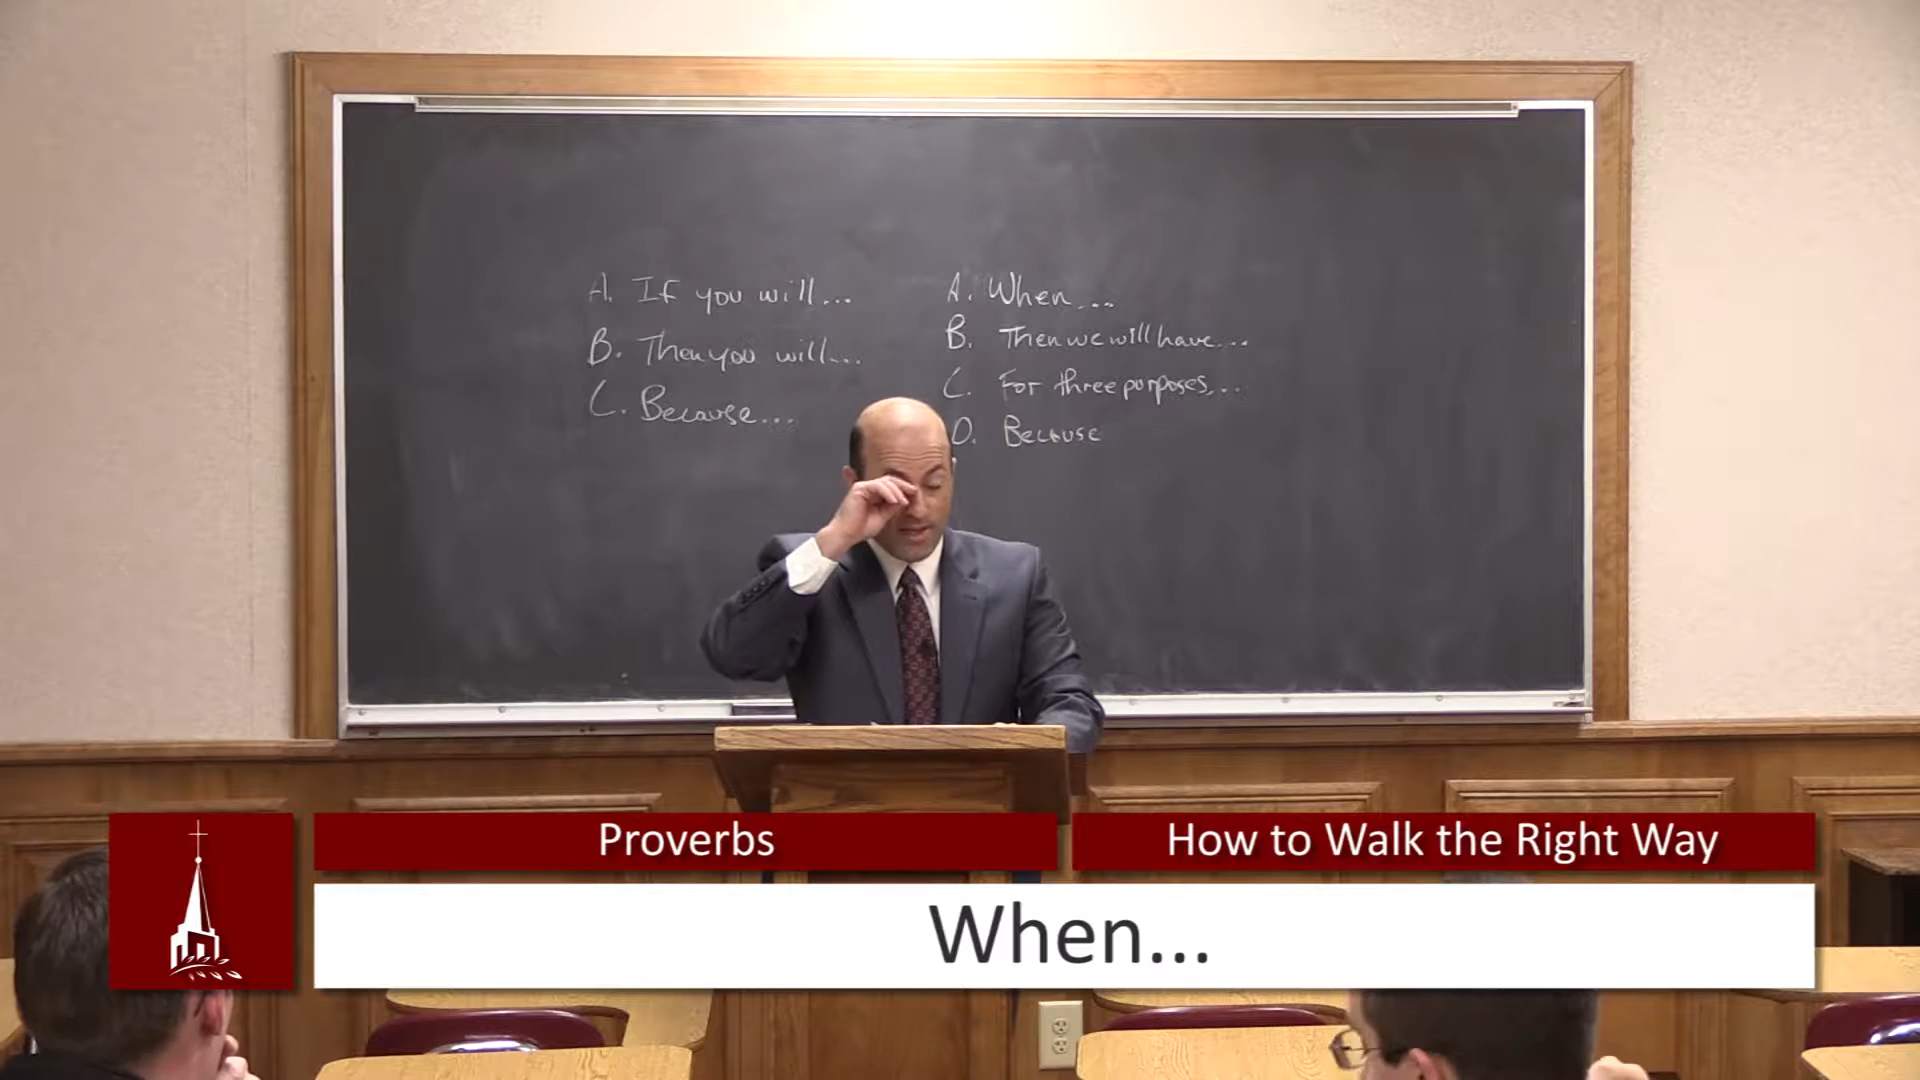 A. If you will...
B. Then you will...
C. Because...
A. When...
B. Then we will have...
C. For three purposes...
D. Because
Proverbs
How to Walk the Right Way
When...